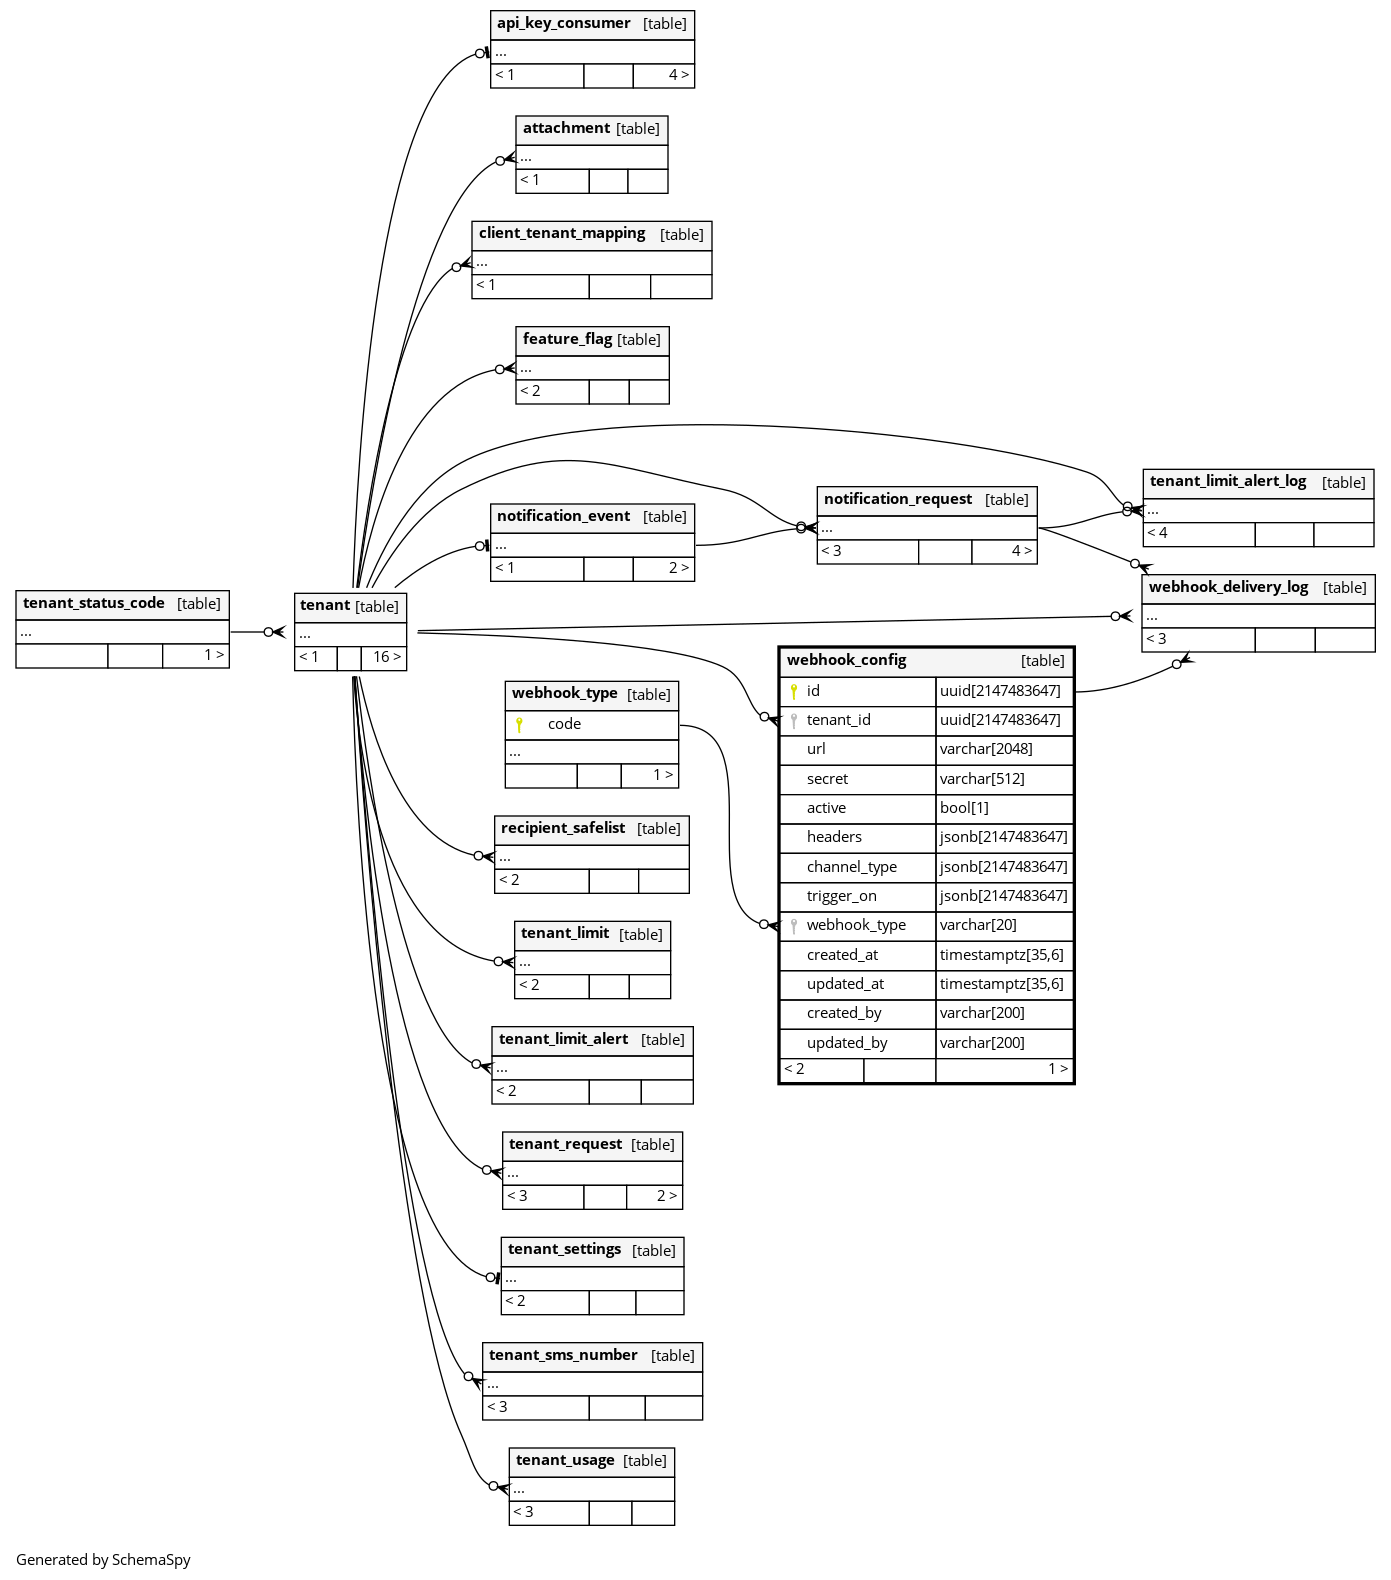 api_key_consumer [table]
...
< 1 4 >
attachment [table]
...
< 1
client_tenant_mapping [table]
...
< 1
feature_flag [table]
...
< 2
notification_event [table]
...
< 1 2 >
notification_request [table]
...
< 3 4 >
tenant_limit_alert_log [table]
...
< 4
webhook_delivery_log [table]
...
< 3
tenant_status_code [table]
...
1 >
tenant [table]
...
< 1 16 >
webhook_type [table]
code
...
1 >
webhook_config [table]
id uuid[2147483647]
tenant_id uuid[2147483647]
url varchar[2048]
secret varchar[512]
active bool[1]
headers jsonb[2147483647]
channel_type jsonb[2147483647]
trigger_on jsonb[2147483647]
webhook_type varchar[20]
created_at timestamptz[35,6]
updated_at timestamptz[35,6]
created_by varchar[200]
updated_by varchar[200]
< 2 1 >
recipient_safelist [table]
...
< 2
tenant_limit [table]
...
< 2
tenant_limit_alert [table]
...
< 2
tenant_request [table]
...
< 3 2 >
tenant_settings [table]
...
< 2
tenant_sms_number [table]
...
< 3
tenant_usage [table]
...
< 3
Generated by SchemaSpy